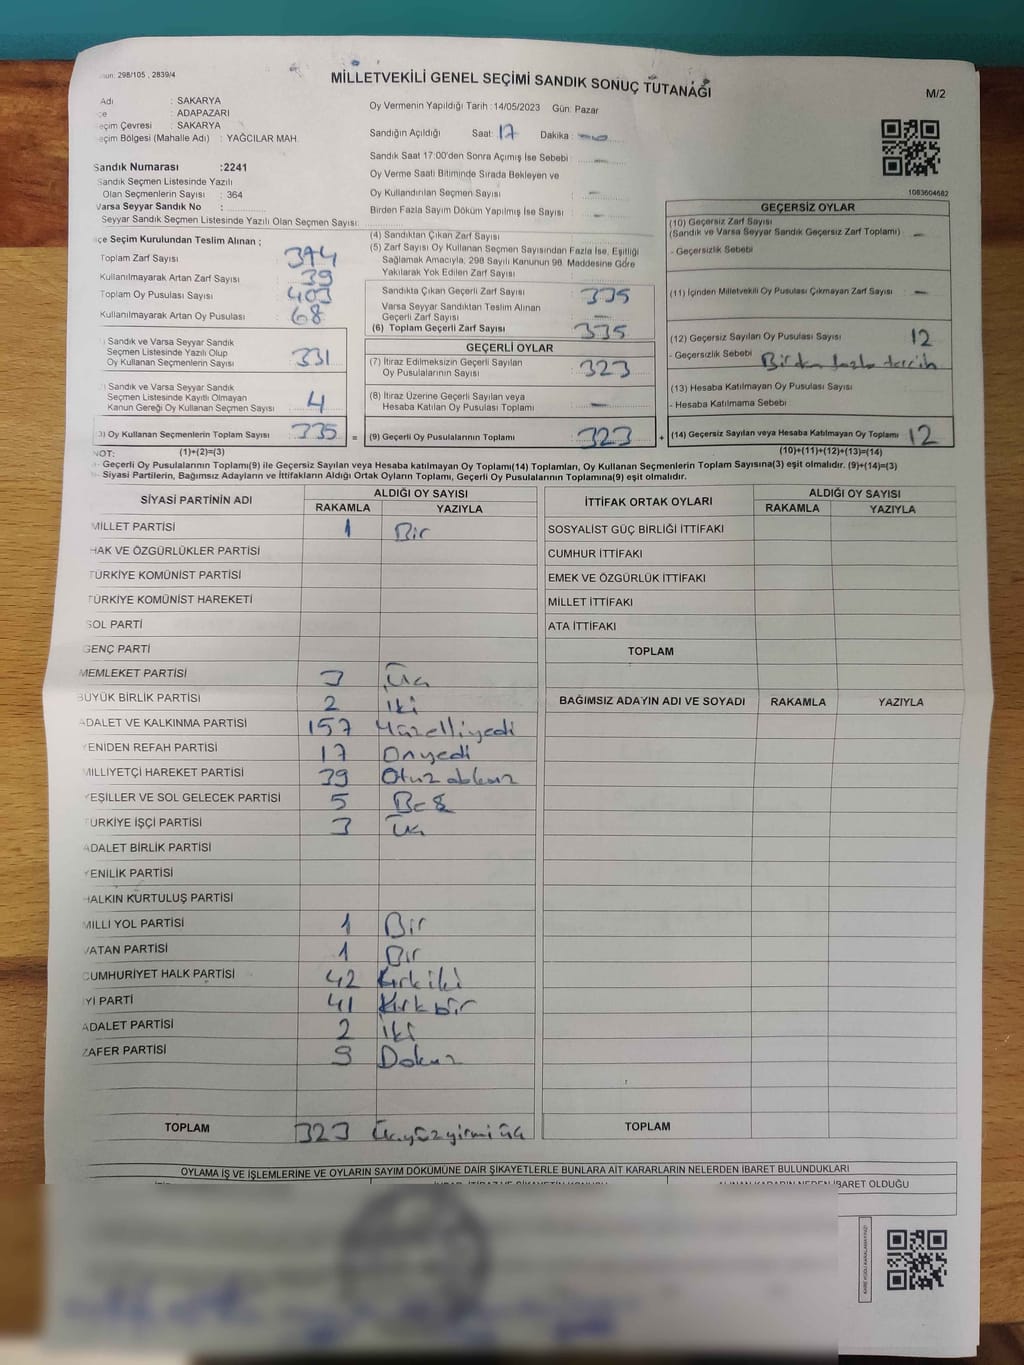 298/105 , 2839/4
MİLLETVEKİLİ GENEL SEÇİMİ SANDIK SONUÇ TUTANAĞI
M/2
Adı : SAKARYA
: ADAPAZARI
Seçim Çevresi : SAKARYA
Seçim Bölgesi (Mahalle Adı) : YAĞCILAR MAH.
Oy Vermenin Yapıldığı Tarih :14/05/2023 Gün: Pazar
Sandığın Açıldığı Saat: 17 Dakika : —
Sandık Saat 17:00'den Sonra Açımış İse Sebebi : —
Oy Verme Saati Bitiminde Sırada Bekleyen ve
Oy Kullandırılan Seçmen Sayısı : —
Birden Fazla Sayım Döküm Yapılmış İse Sayısı : —
1083604682
Sandık Numarası :2241
Sandık Seçmen Listesinde Yazılı
Olan Seçmenlerin Sayısı : 364
Varsa Seyyar Sandık No :
Seyyar Sandık Seçmen Listesinde Yazılı Olan Seçmen Sayısı:
İlçe Seçim Kurulundan Teslim Alınan ;
Toplam Zarf Sayısı
Kullanılmayarak Artan Zarf Sayısı 39
Toplam Oy Pusulası Sayısı 403
Kullanılmayarak Artan Oy Pusulası 68
Sandık ve Varsa Seyyar Sandık
Seçmen Listesinde Yazılı Olup
Oy Kullanan Seçmen Sayısı 331
Sandık ve Varsa Seyyar Sandık
Seçmen Listesinde Kayıtlı Olmayan
Kanun Gereği Oy Kullanan Seçmen Sayısı 4
(3) Oy Kullanan Seçmenlerin Toplam Sayısı 335 =
(4) Sandıktan Çıkan Zarf Sayısı
(5) Zarf Sayısı Oy Kullanan Seçmen Sayısından Fazla İse, Eşitliği
Sağlamak Amacıyla, 298 Sayılı Kanunun 98. Maddesine Göre
Yakılarak Yok Edilen Zarf Sayısı :
Sandıkta Çıkan Geçerli Zarf Sayısı : 335
Varsa Seyyar Sandıktan Teslim Alınan
Geçerli Zarf Sayısı : —
(6) Toplam Geçerli Zarf Sayısı : 335
GEÇERLİ OYLAR
(7) İtiraz Edilmeksizin Geçerli Sayılan
Oy Pusulalarının Sayısı : 323
(8) İtiraz Üzerine Geçerli Sayılan veya
Hesaba Katılan Oy Pusulası Toplamı : —
(9) Geçerli Oy Pusulalarının Toplamı : 323 +
GEÇERSİZ OYLAR
(10) Geçersiz Zarf Sayısı
(Sandık ve Varsa Seyyar Sandık Geçersiz Zarf Toplamı) : —
- Geçersizlik Sebebi :
(11) İçinden Milletvekili Oy Pusulası Çıkmayan Zarf Sayısı : —
(12) Geçersiz Sayılan Oy Pusulası Sayısı : 12
- Geçersizlik Sebebi : Birden fazla tercih
(13) Hesaba Katılmayan Oy Pusulası Sayısı :
- Hesaba Katılmama Sebebi :
(14) Geçersiz Sayılan veya Hesaba Katılmayan Oy Toplamı : 12
NOT: (1)+(2)=(3) (10)+(11)+(12)+(13)=(14)
- Geçerli Oy Pusulalarının Toplamı(9) ile Geçersiz Sayılan veya Hesaba katılmayan Oy Toplamı(14) Toplamları, Oy Kullanan Seçmenlerin Toplam Sayısına(3) eşit olmalıdır. (9)+(14)=(3)
- Siyasi Partilerin, Bağımsız Adayların ve İttifakların Aldığı Ortak Oyların Toplamı, Geçerli Oy Pusulalarının Toplamına(9) eşit olmalıdır.
SİYASİ PARTİNİN ADI ALDIĞI OY SAYISI
RAKAMLA YAZIYLA
MİLLET PARTİSİ 1 Bir
HAK VE ÖZGÜRLÜKLER PARTİSİ
TÜRKİYE KOMÜNİST PARTİSİ
TÜRKİYE KOMÜNİST HAREKETİ
SOL PARTİ
GENÇ PARTİ
MEMLEKET PARTİSİ 3 Üç
BÜYÜK BİRLİK PARTİSİ 2 İki
ADALET VE KALKINMA PARTİSİ 157 Yüzelliyedi
YENİDEN REFAH PARTİSİ 17 Onyedi
MİLLİYETÇİ HAREKET PARTİSİ 39 Otuzdokuz
YEŞİLLER VE SOL GELECEK PARTİSİ 5 Beş
TÜRKİYE İŞÇİ PARTİSİ 3 Üç
ADALET BİRLİK PARTİSİ
YENİLİK PARTİSİ
HALKIN KURTULUŞ PARTİSİ
MİLLİ YOL PARTİSİ 1 Bir
VATAN PARTİSİ 1 Bir
CUMHURİYET HALK PARTİSİ 42 Kırkiki
İYİ PARTİ 41 Kırkbir
ADALET PARTİSİ 2 İki
ZAFER PARTİSİ 9 Dokuz
TOPLAM 323 Üçyüzyirmiüç
İTTİFAK ORTAK OYLARI ALDIĞI OY SAYISI
RAKAMLA YAZIYLA
SOSYALİST GÜÇ BİRLİĞİ İTTİFAKI
CUMHUR İTTİFAKI
EMEK VE ÖZGÜRLÜK İTTİFAKI
MİLLET İTTİFAKI
ATA İTTİFAKI
TOPLAM
BAĞIMSIZ ADAYIN ADI VE SOYADI RAKAMLA YAZIYLA
TOPLAM
OYLAMA İŞ VE İŞLEMLERİNE VE OYLARIN SAYIM DÖKÜMÜNE DAİR ŞİKAYETLERLE BUNLARA AİT KARARLARIN NELERDEN İBARET BULUNDUKLARI
ALINAN KARARIN NEDEN İBARET OLDUĞU